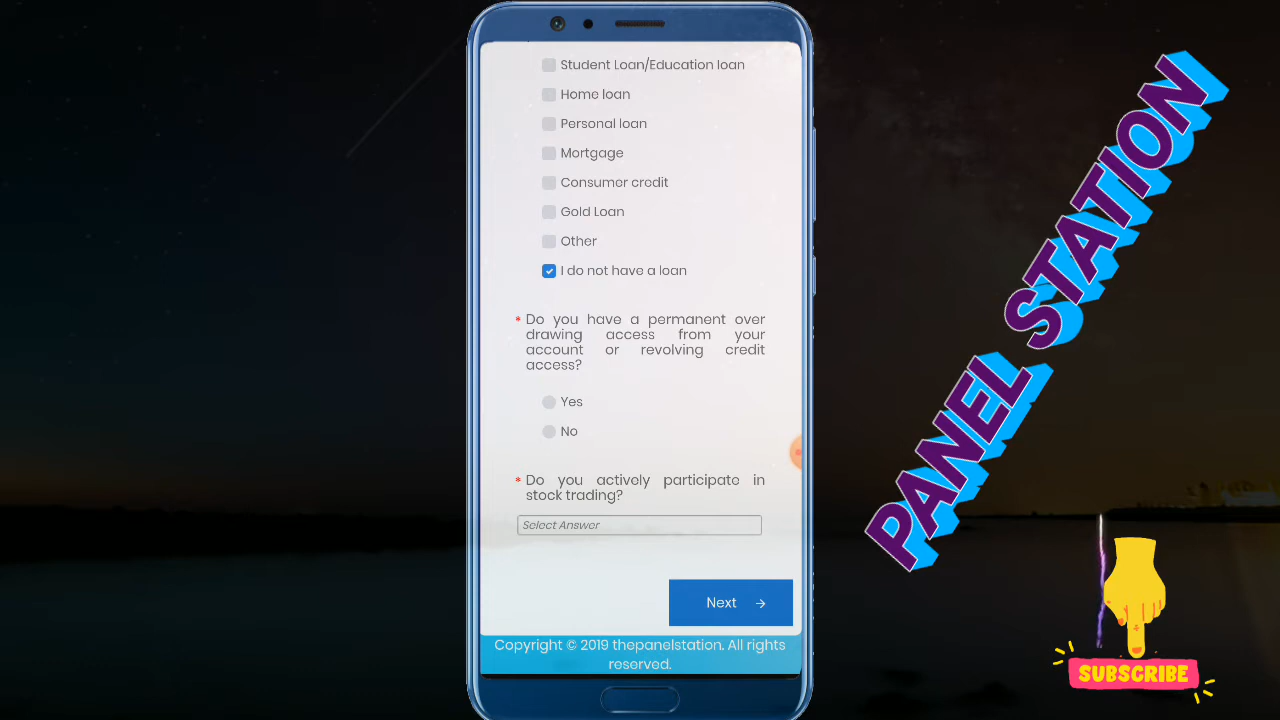 Student Loan/Education loan
Home loan
Personal loan
Mortgage
Consumer credit
Gold Loan
Other
I do not have a loan
* Do you have a permanent over
drawing access from your
account or revolving credit
access?
Yes
No
* Do you actively participate in
stock trading?
Select Answer
Next →
Copyright © 2019 thepanelstation. All rights
reserved.
PANEL STATION
SUBSCRIBE